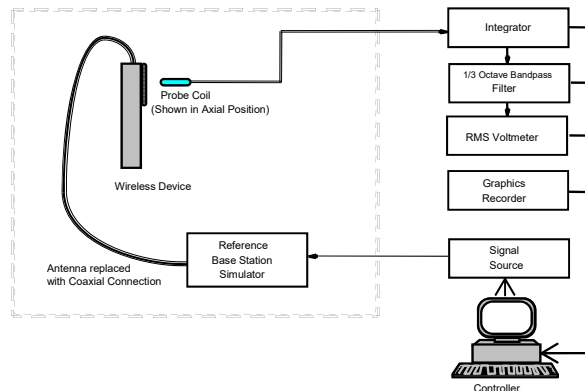 Integrator
1/3 Octave Bandpass
Filter
RMS Voltmeter
Graphics
Recorder
Probe Coil
(Shown in Axial Position)
Wireless Device
Reference
Base Station
Simulator
Signal
Source
Antenna replaced
with Coaxial Connection
Controller